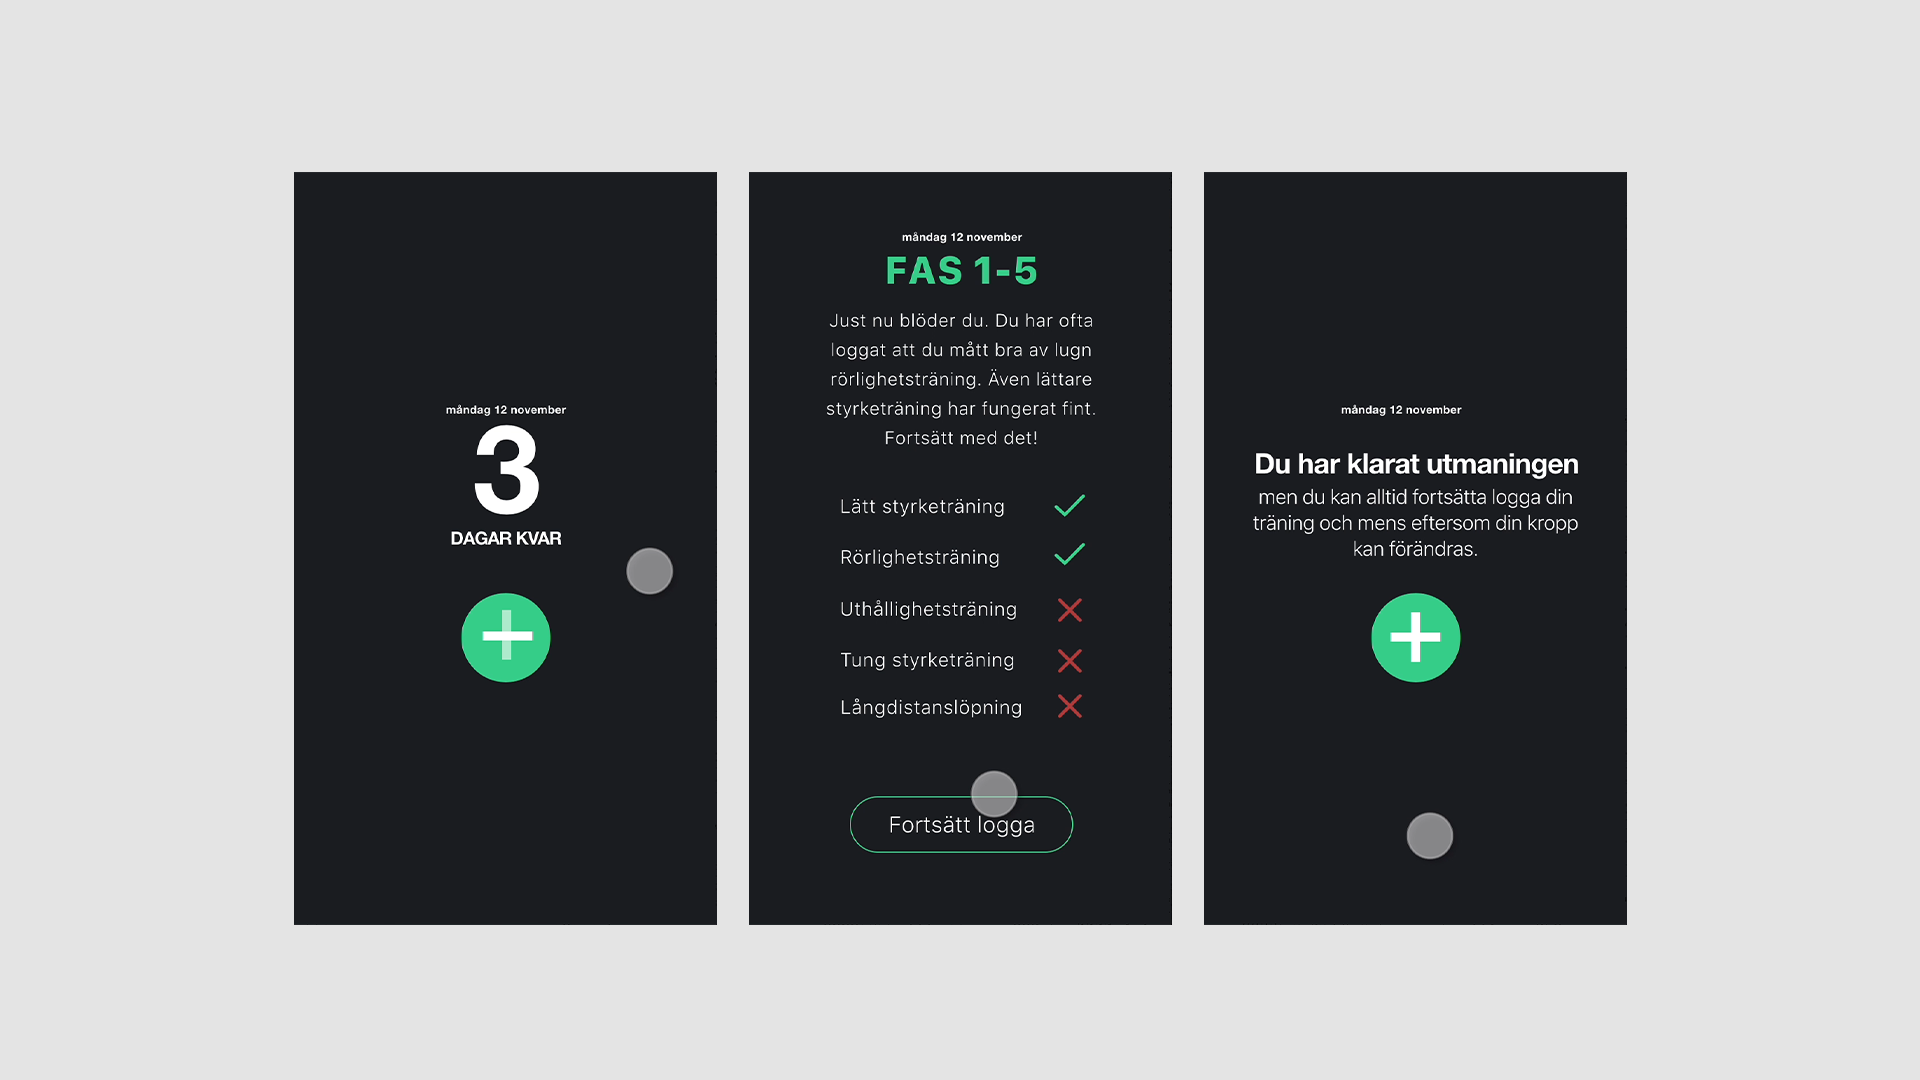 måndag 12 november
3
DAGAR KVAR
måndag 12 november
FAS 1-5
Just nu blöder du. Du har ofta
loggat att du mått bra av lugn
rörlighetsträning. Även lättare
styrketräning har fungerat fint.
Fortsätt med det!
Lätt styrketräning
Rörlighetsträning
Uthållighetsträning
Tung styrketräning
Långdistanslöpning
Fortsätt logga
måndag 12 november
Du har klarat utmaningen
men du kan alltid fortsätta logga din
träning och mens eftersom din kropp
kan förändras.